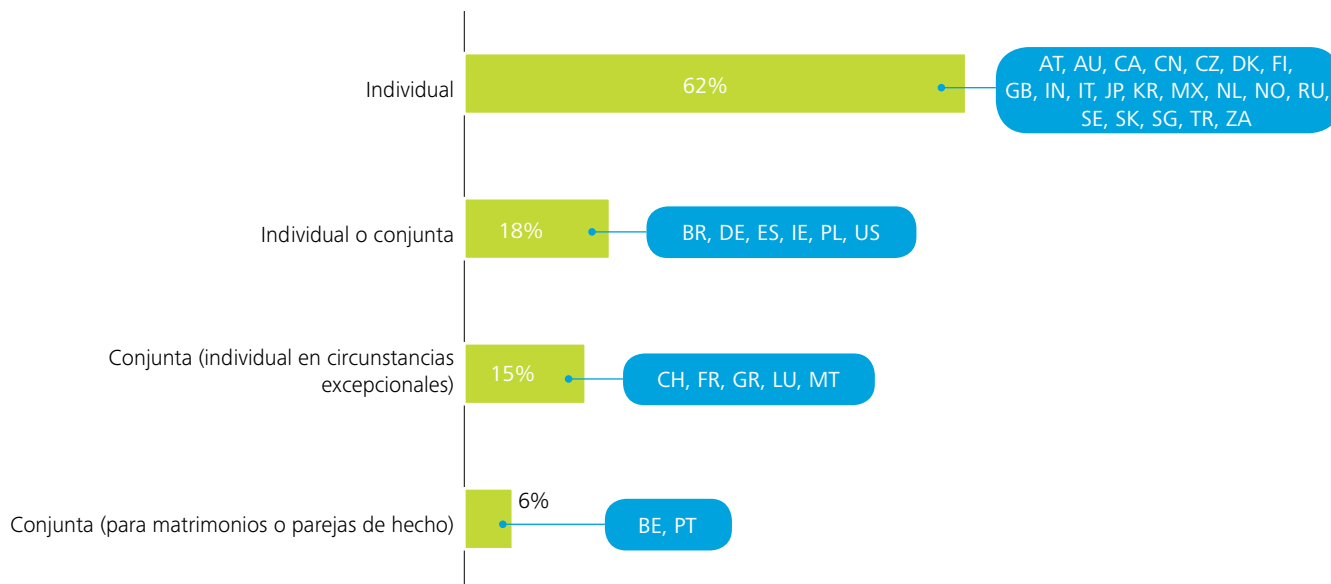 Individual
62%
AT, AU, CA, CN, CZ, DK, FI,
GB, IN, IT, JP, KR, MX, NL, NO, RU,
SE, SK, SG, TR, ZA
Individual o conjunta
18%
BR, DE, ES, IE, PL, US
Conjunta (individual en circunstancias
excepcionales)
15%
CH, FR, GR, LU, MT
Conjunta (para matrimonios o parejas de hecho)
6%
BE, PT